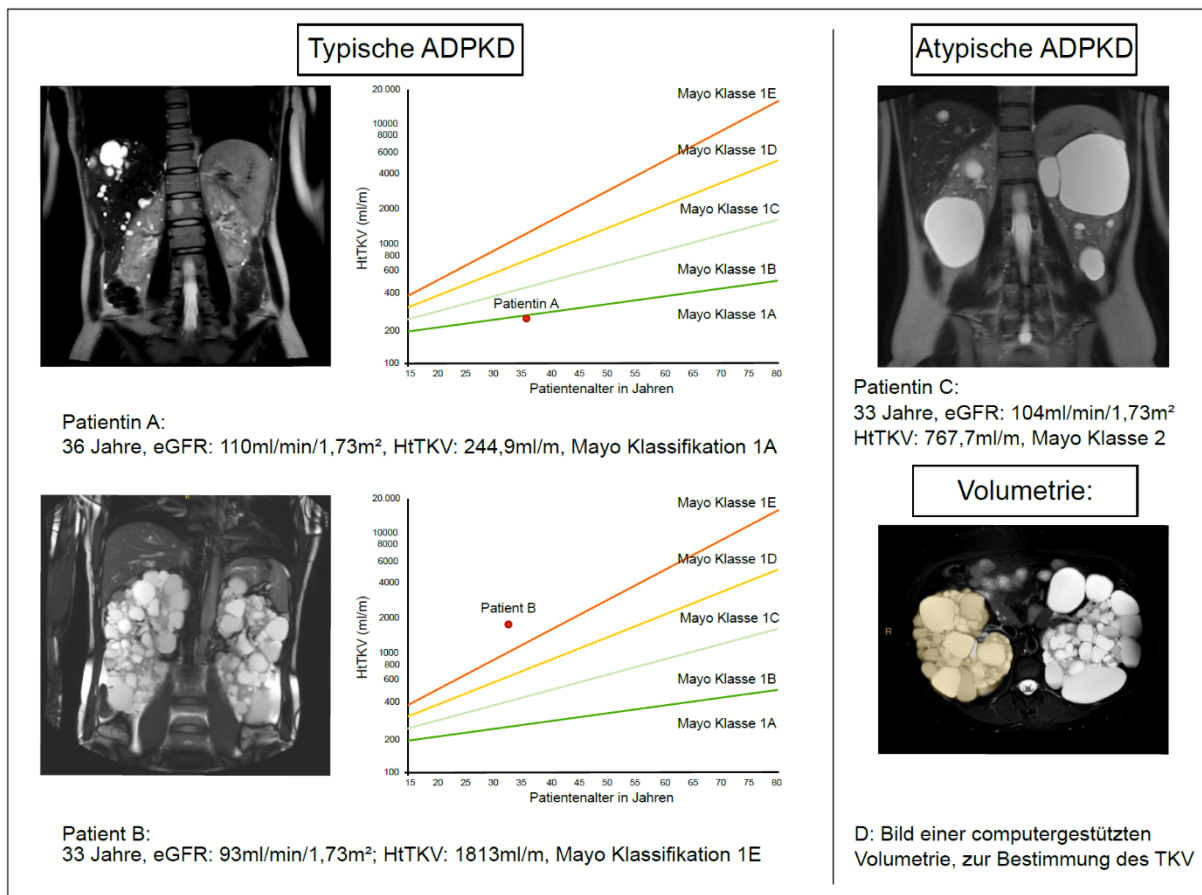 Typische ADPKD
20.000
10000
8000
6000
4000
2000
1000
800
600
400
200
100
HtTKV (ml/m)
Mayo Klasse 1E
Mayo Klasse 1D
Mayo Klasse 1C
Mayo Klasse 1B
Patientin A
Mayo Klasse 1A
15 20 25 30 35 40 45 50 55 60 65 70 75 80
Patientenalter in Jahren
Patientin A:
36 Jahre, eGFR: 110ml/min/1,73m², HtTKV: 244,9ml/m, Mayo Klassifikation 1A
20.000
10000
8000
6000
4000
2000
1000
800
600
400
200
100
HtTKV (ml/m)
Mayo Klasse 1E
Mayo Klasse 1D
Patient B
Mayo Klasse 1C
Mayo Klasse 1B
Mayo Klasse 1A
15 20 25 30 35 40 45 50 55 60 65 70 75 80
Patientenalter in Jahren
Patient B:
33 Jahre, eGFR: 93ml/min/1,73m²; HtTKV: 1813ml/m, Mayo Klassifikation 1E
Atypische ADPKD
Patientin C:
33 Jahre, eGFR: 104ml/min/1,73m²
HtTKV: 767,7ml/m, Mayo Klasse 2
Volumetrie:
R
D: Bild einer computergestützten
Volumetrie, zur Bestimmung des TKV